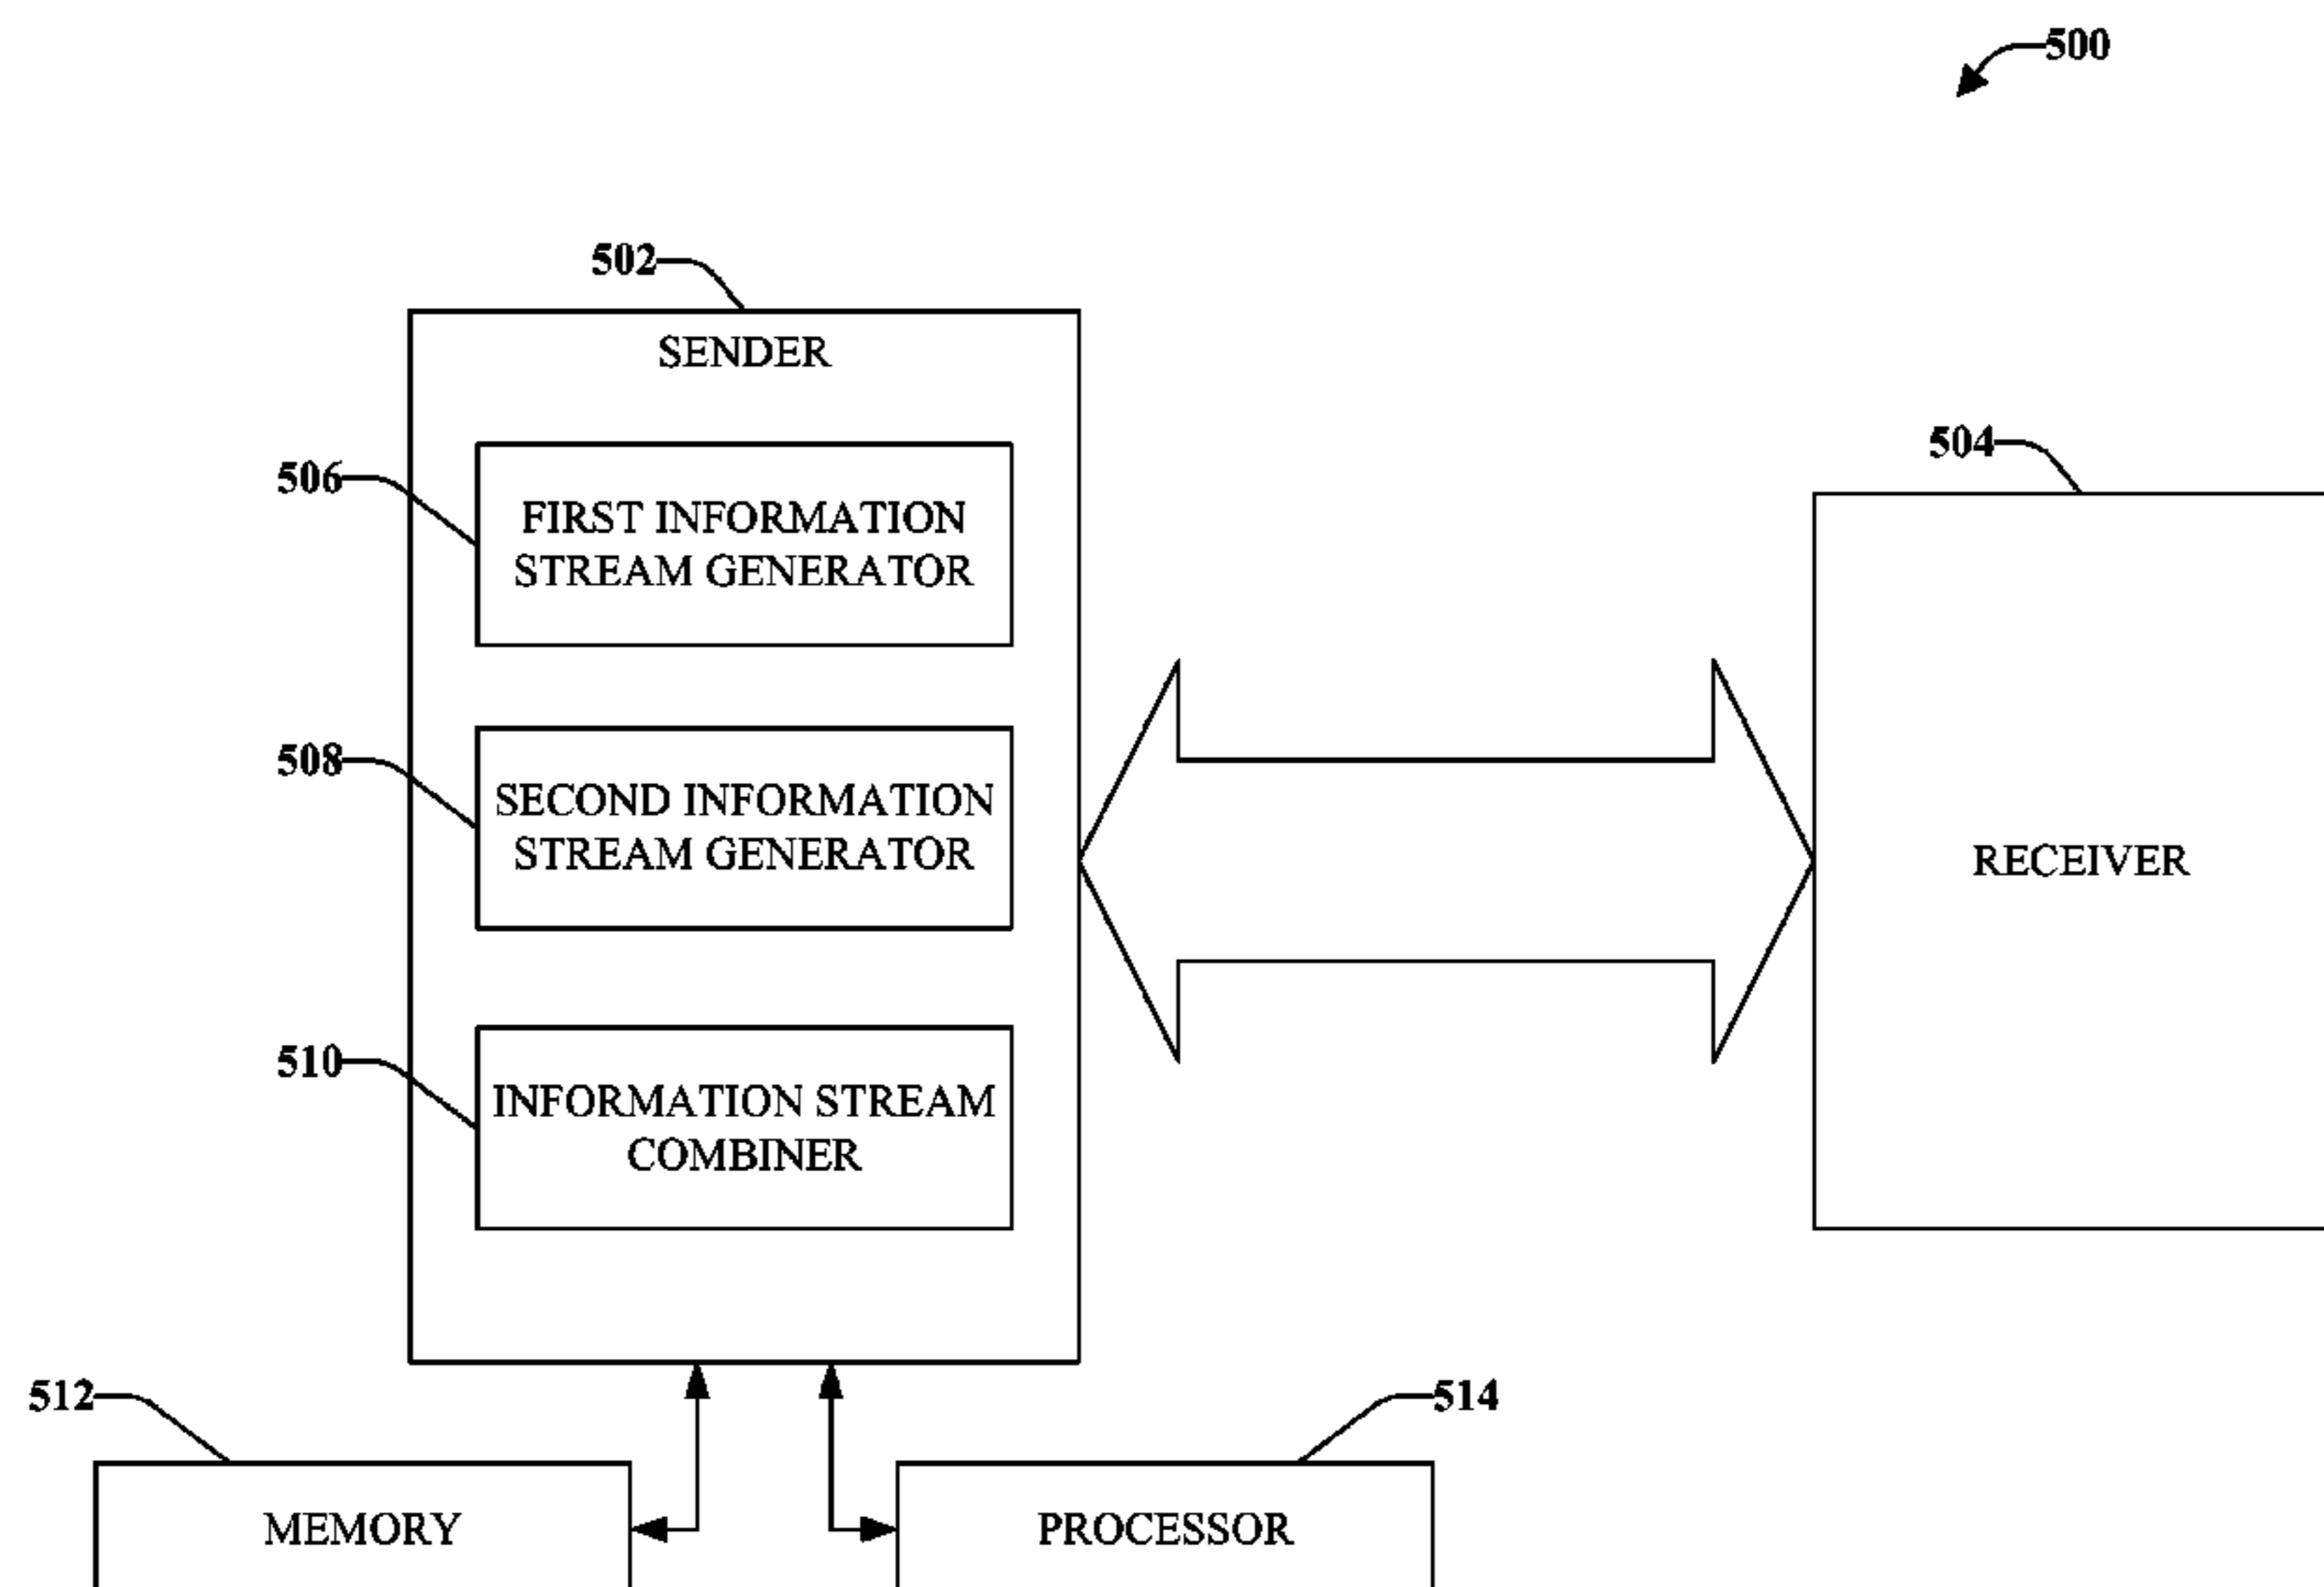 500
502
SENDER
504
506
FIRST INFORMATION
STREAM GENERATOR
508
SECOND INFORMATION
STREAM GENERATOR
RECEIVER
510
INFORMATION STREAM
COMBINER
512
514
MEMORY
PROCESSOR